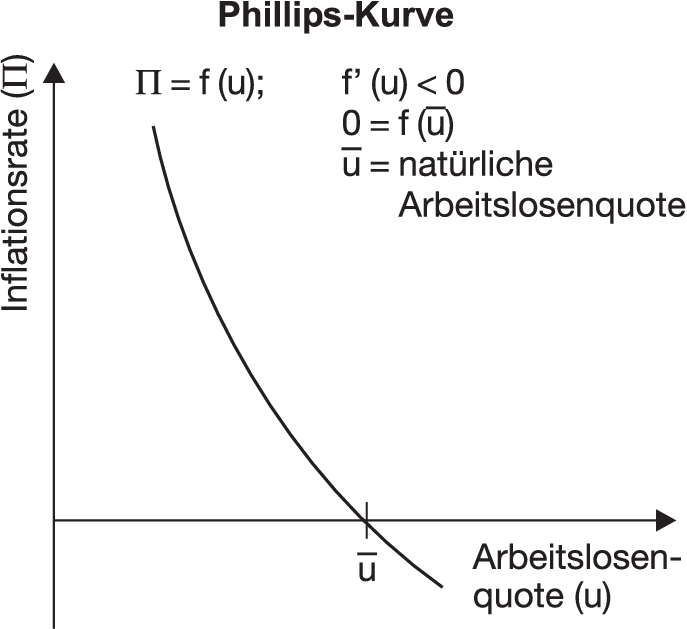 Phillips-Kurve
Inflationsrate (Π)
Π = f (u); f’ (u) < 0
0 = f (u̅)
u̅ = natürliche
Arbeitslosenquote
u̅
Arbeitslosen-
quote (u)